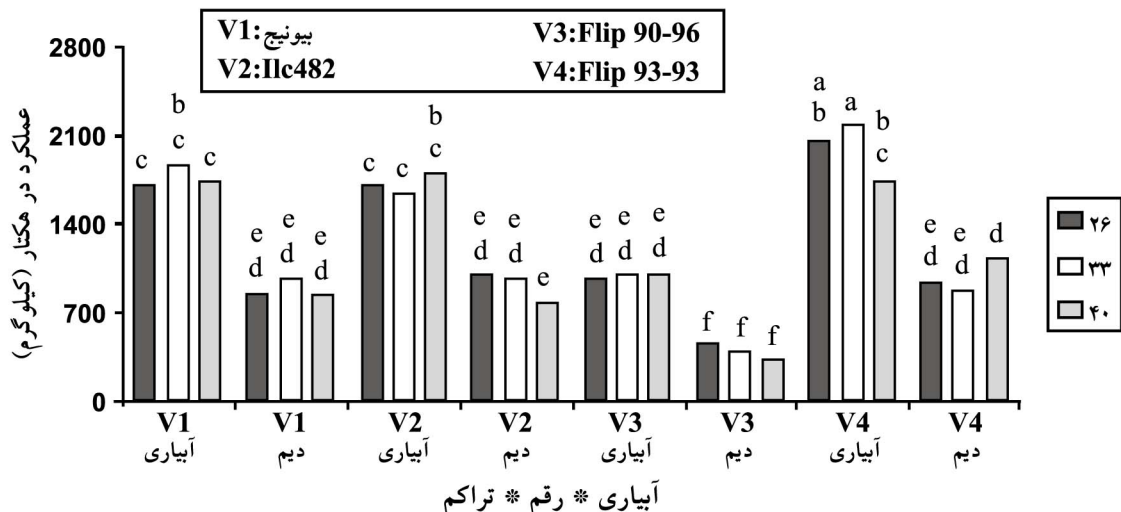 V1:بیونیج V3:Flip 90-96
V2:Ilc482 V4:Flip 93-93
عملکرد در هکتار (کیلوگرم)
2800
2100
1400
700
0
a
b b a b
b c
c c c c c
e e e e e e e e e e d
d d d d d e d d d d d
f f f
V1 V1 V2 V2 V3 V3 V4 V4
آبیاری دیم آبیاری دیم آبیاری دیم آبیاری دیم
آبیاری * رقم * تراکم
۲۶
۳۳
۴۰